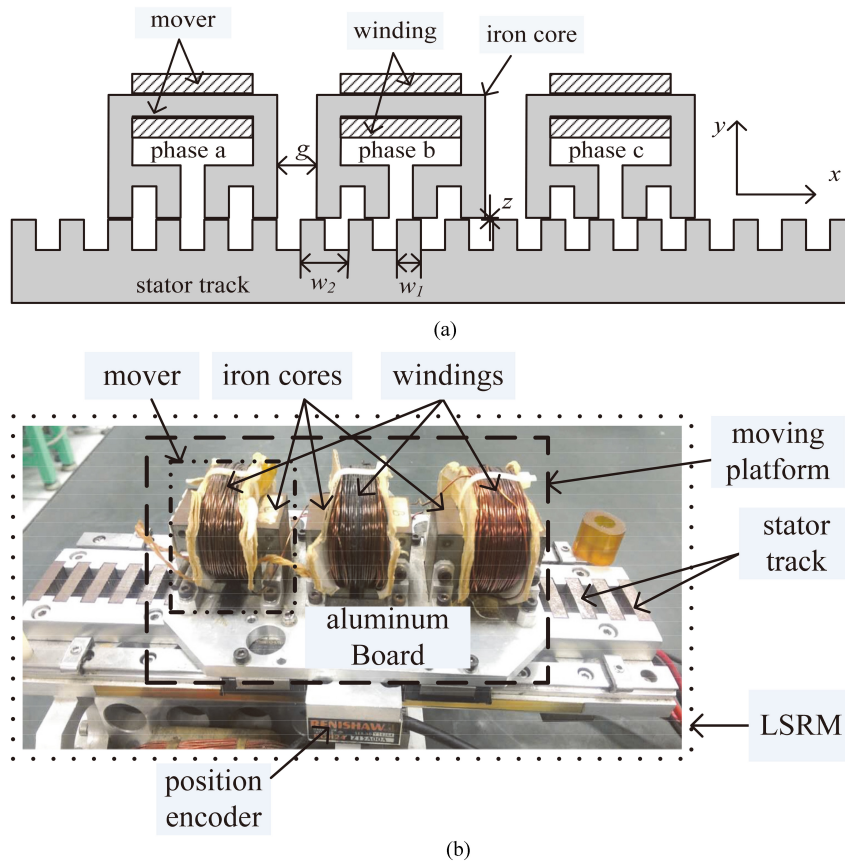 mover
winding
iron core
phase a
g
phase b
phase c
y
x
z
stator track
w2
w1
(a)
mover
iron cores
windings
moving
platform
stator
track
aluminum
Board
RENISHAW
LSRM
position
encoder
(b)